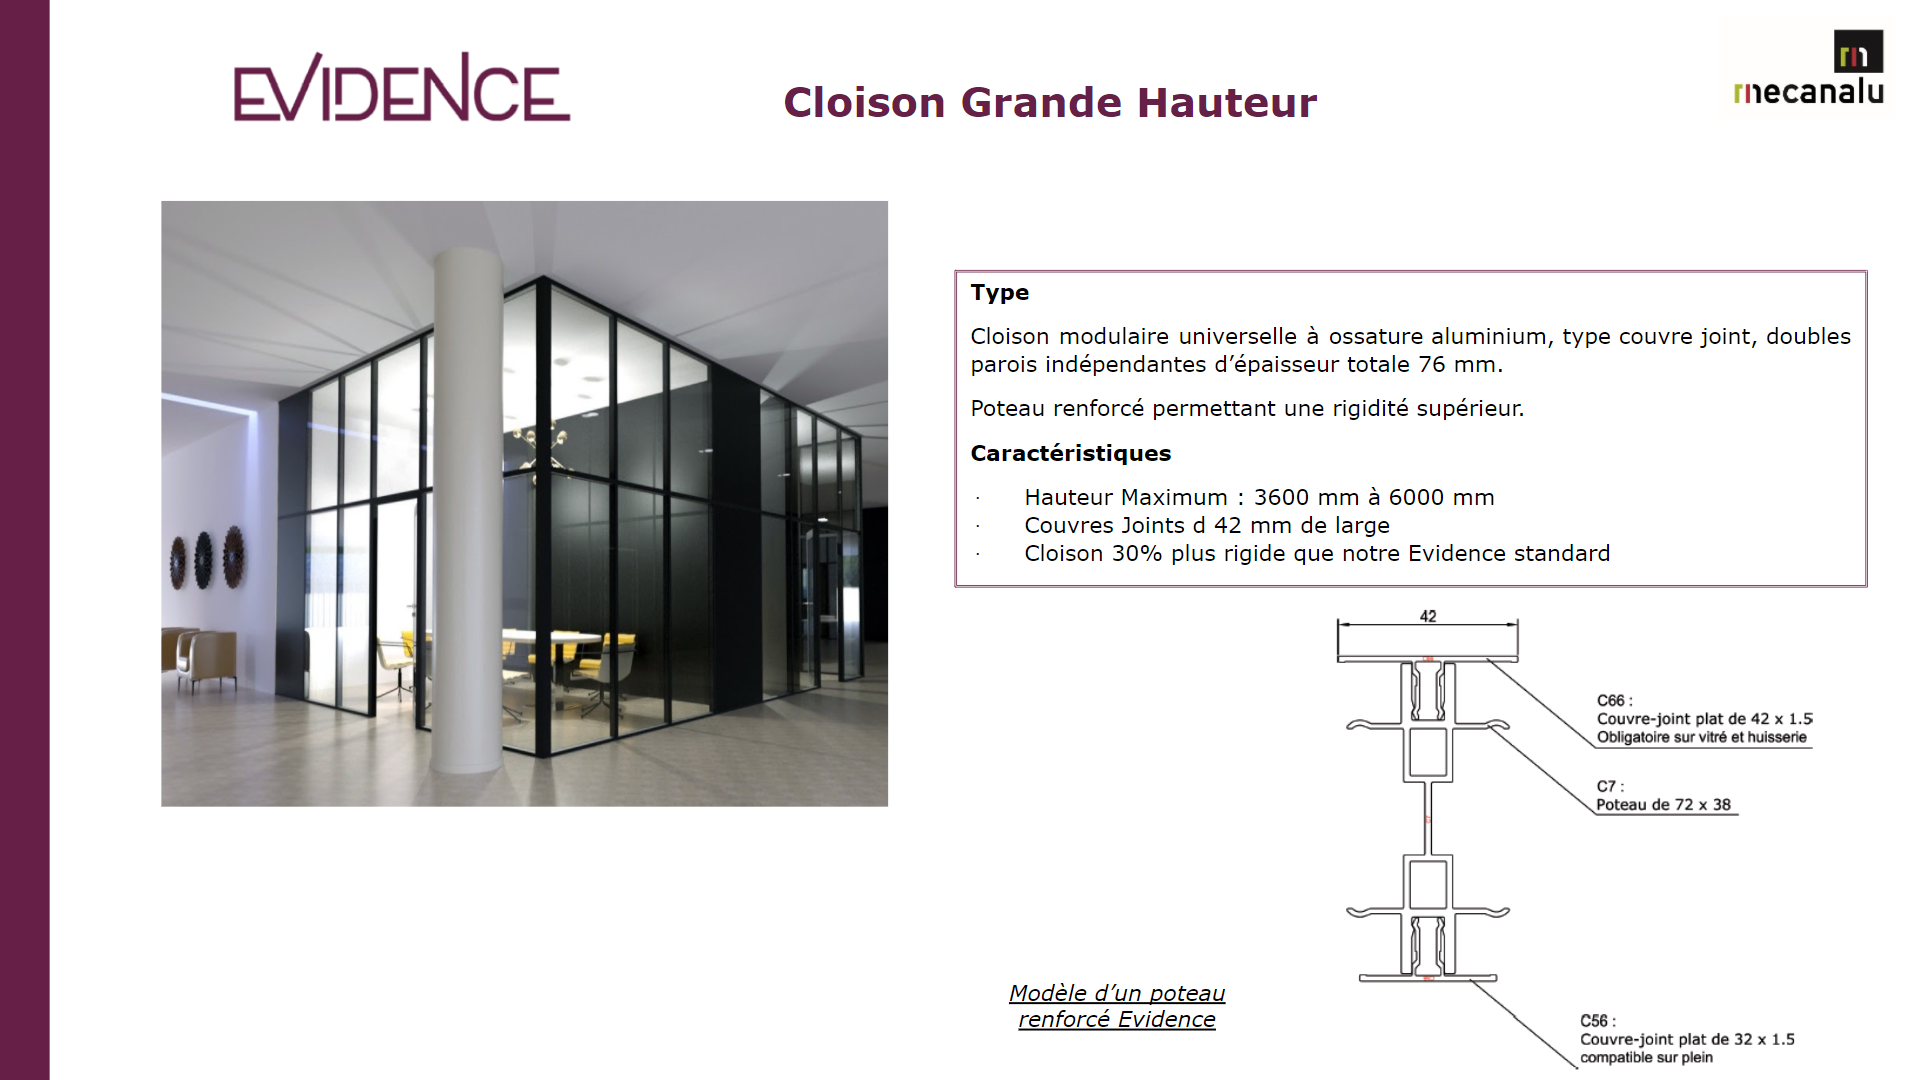 EVIDENCE
Cloison Grande Hauteur
mecanalu
Type
Cloison modulaire universelle à ossature aluminium, type couvre joint, doubles
parois indépendantes d’épaisseur totale 76 mm.
Poteau renforcé permettant une rigidité supérieur.
Caractéristiques
· Hauteur Maximum : 3600 mm à 6000 mm
· Couvres Joints d 42 mm de large
· Cloison 30% plus rigide que notre Evidence standard
42
C66 :
Couvre-joint plat de 42 x 1.5
Obligatoire sur vitré et huisserie
C7 :
Poteau de 72 x 38
Modèle d’un poteau
renforcé Evidence
C56 :
Couvre-joint plat de 32 x 1.5
compatible sur plein